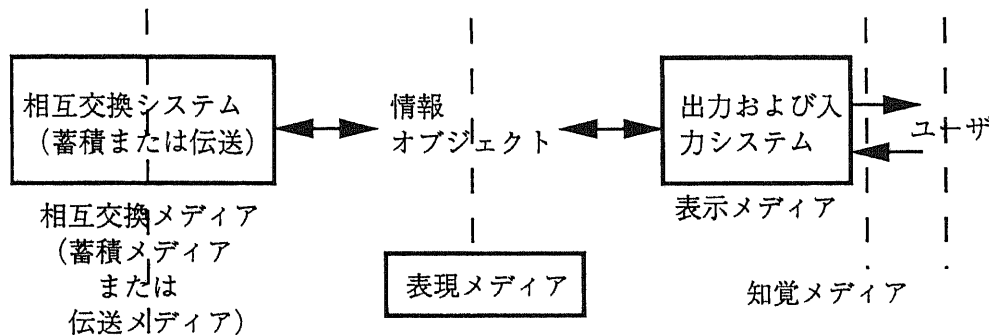 相互交換システム
（蓄積または伝送）
情報
オブジェクト
出力および入
力システム
ユーザ
相互交換メディア
（蓄積メディア
または
伝送メディア）
表現メディア
表示メディア
知覚メディア